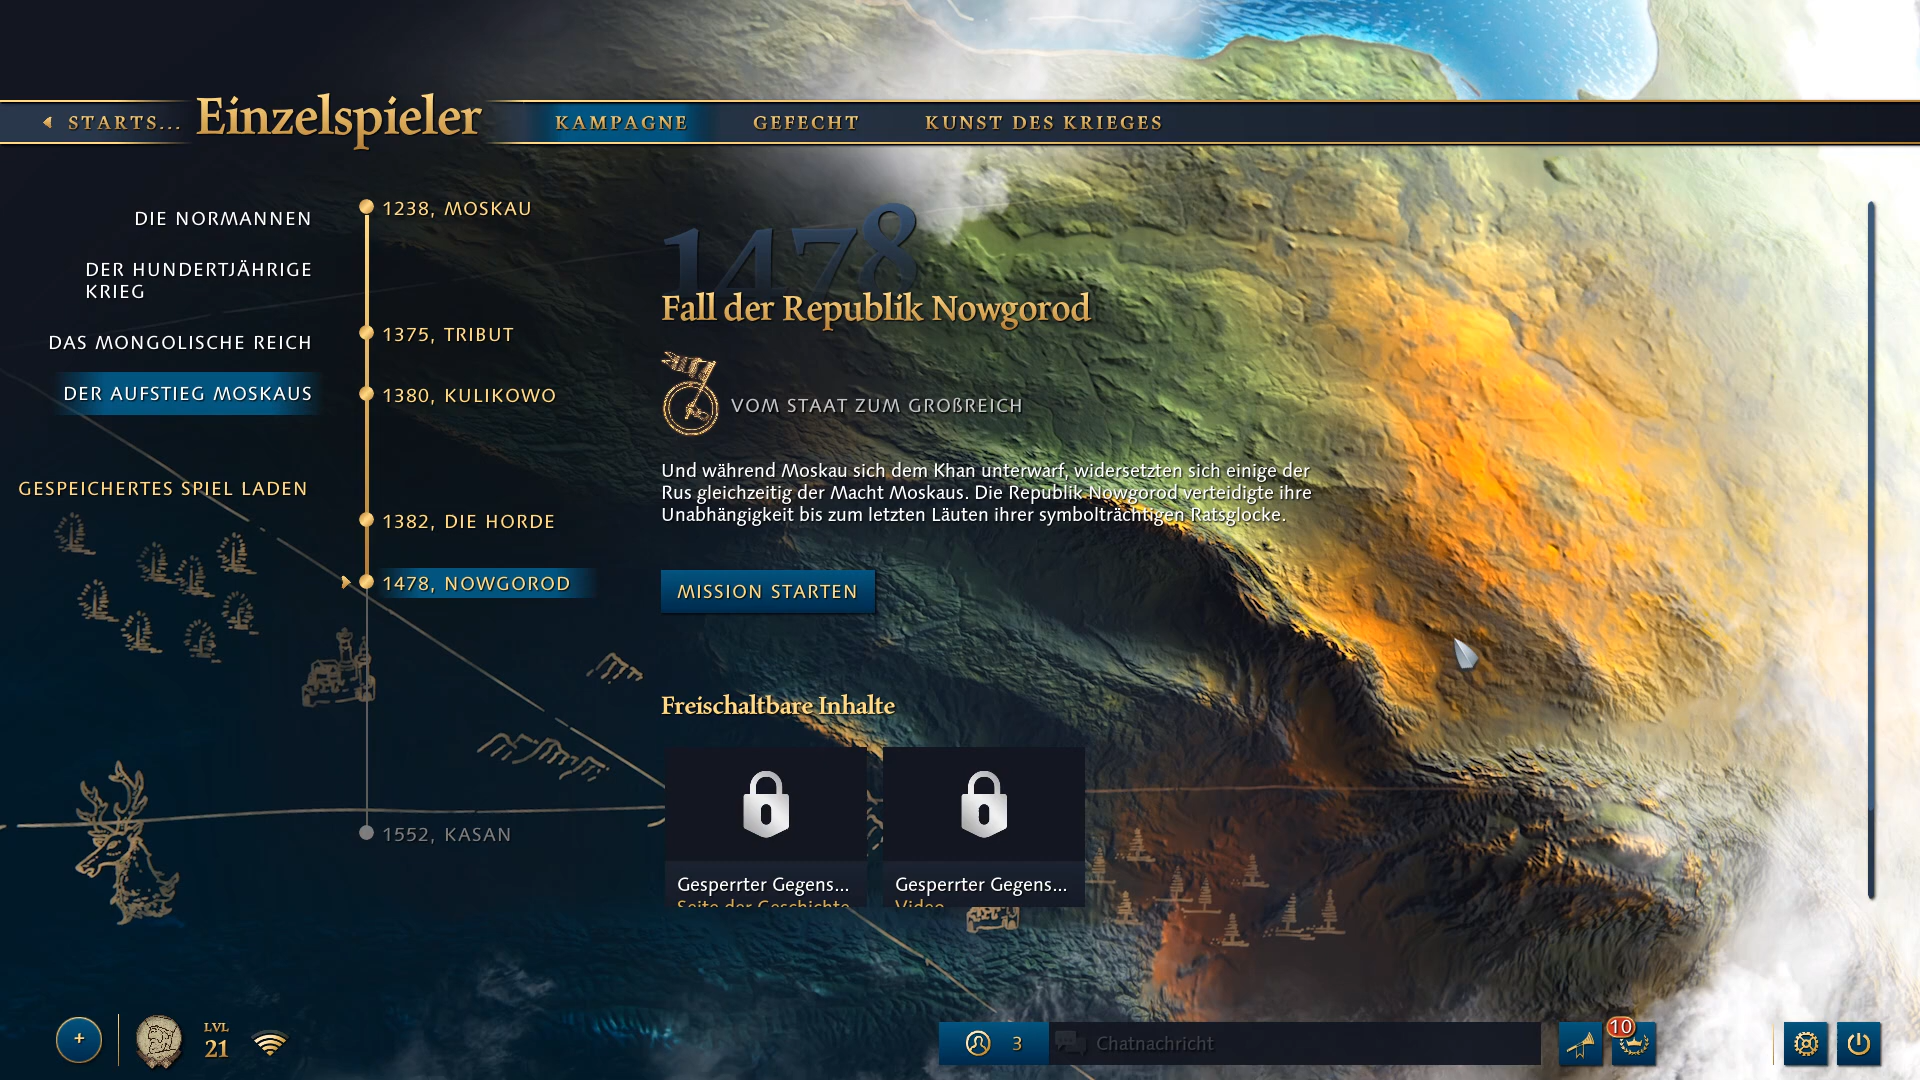 STARTS...
Einzelspieler
KAMPAGNE
GEFECHT
KUNST DES KRIEGES
DIE NORMANNEN
DER HUNDERTJÄHRIGE
KRIEG
DAS MONGOLISCHE REICH
DER AUFSTIEG MOSKAUS
GESPEICHERTES SPIEL LADEN
1238, MOSKAU
1375, TRIBUT
1380, KULIKOWO
1382, DIE HORDE
1478, NOWGOROD
1552, KASAN
1478
Fall der Republik Nowgorod
VOM STAAT ZUM GROẞREICH
Und während Moskau sich dem Khan unterwarf, widersetzten sich einige der
Rus gleichzeitig der Macht Moskaus. Die Republik Nowgorod verteidigte ihre
Unabhängigkeit bis zum letzten Läuten ihrer symbolträchtigen Ratsglocke.
MISSION STARTEN
Freischaltbare Inhalte
Gesperrter Gegens...
Seite der Geschichte
Gesperrter Gegens...
Video
LVL
21
3
Chatnachricht
10